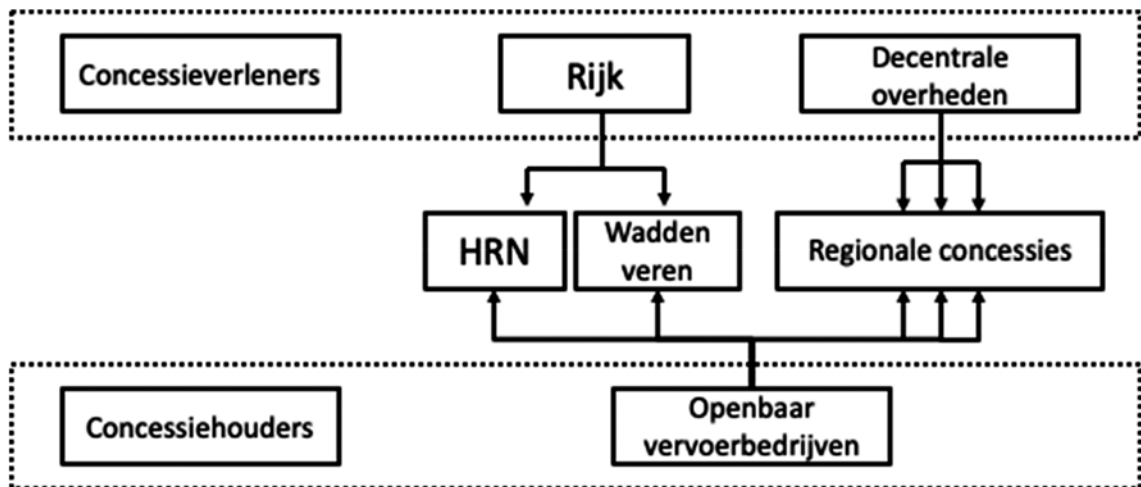 Concessieverleners
Rijk
Decentrale
overheden
HRN
Wadden
veren
Regionale concessies
Concessiehouders
Openbaar
vervoerbedrijven